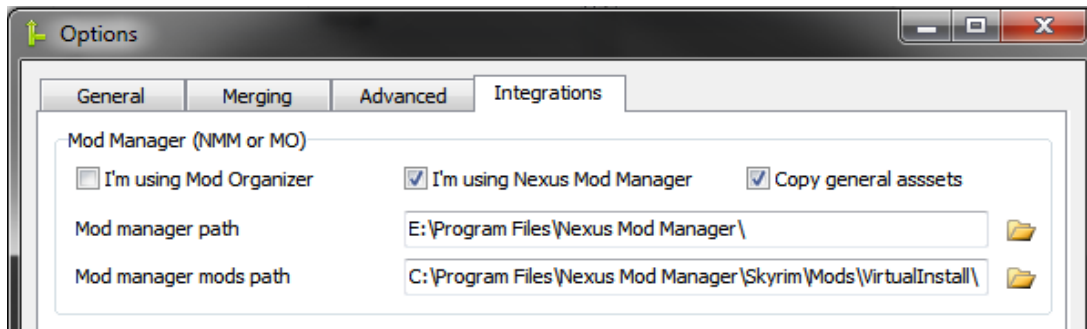 Options
General Merging Advanced Integrations
Mod Manager (NMM or MO)
I'm using Mod Organizer I'm using Nexus Mod Manager Copy general asssets
Mod manager path E:\Program Files\Nexus Mod Manager\
Mod manager mods path C:\Program Files\Nexus Mod Manager\Skyrim\Mods\VirtualInstall\